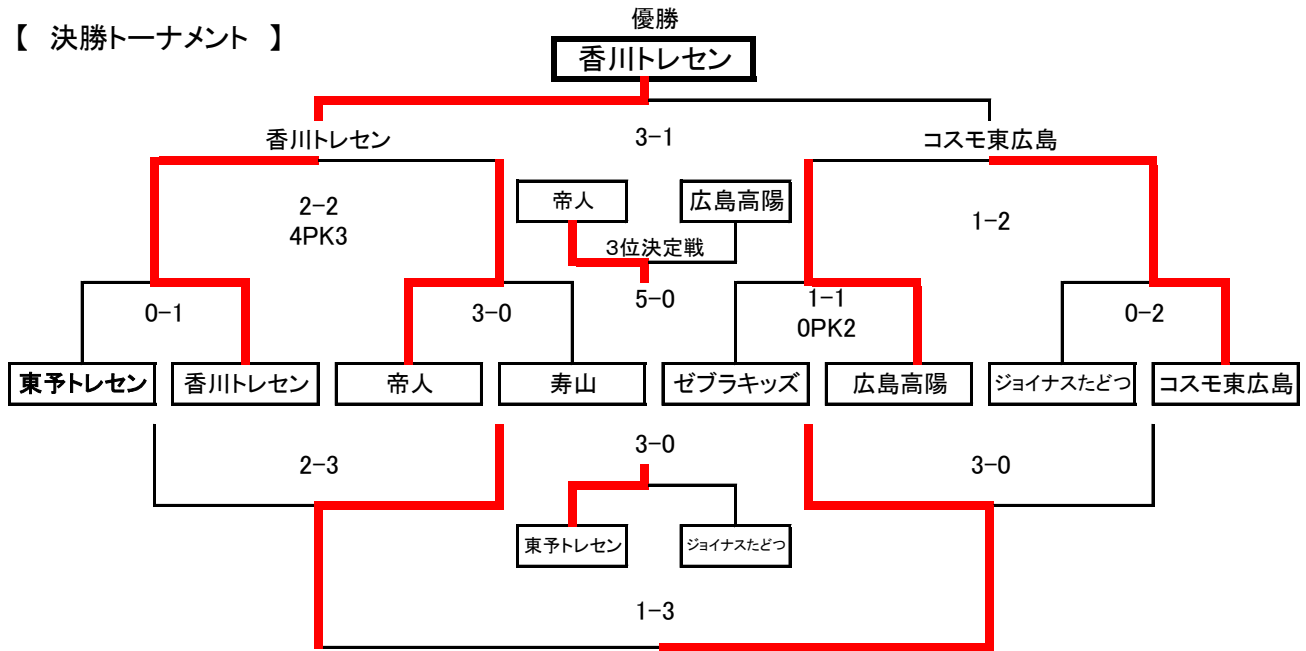 優勝
【 決勝トーナメント 】
香川トレセン
香川トレセン
3-1
コスモ東広島
2-2
4PK3
帝人
広島高陽
1-2
3位決定戦
0-1
3-0
5-0
1-1
0PK2
0-2
東予トレセン
香川トレセン
帝人
寿山
ゼブラキッズ
広島高陽
ジョイナスたどつ
コスモ東広島
2-3
3-0
3-0
東予トレセン
ジョイナスたどつ
1-3